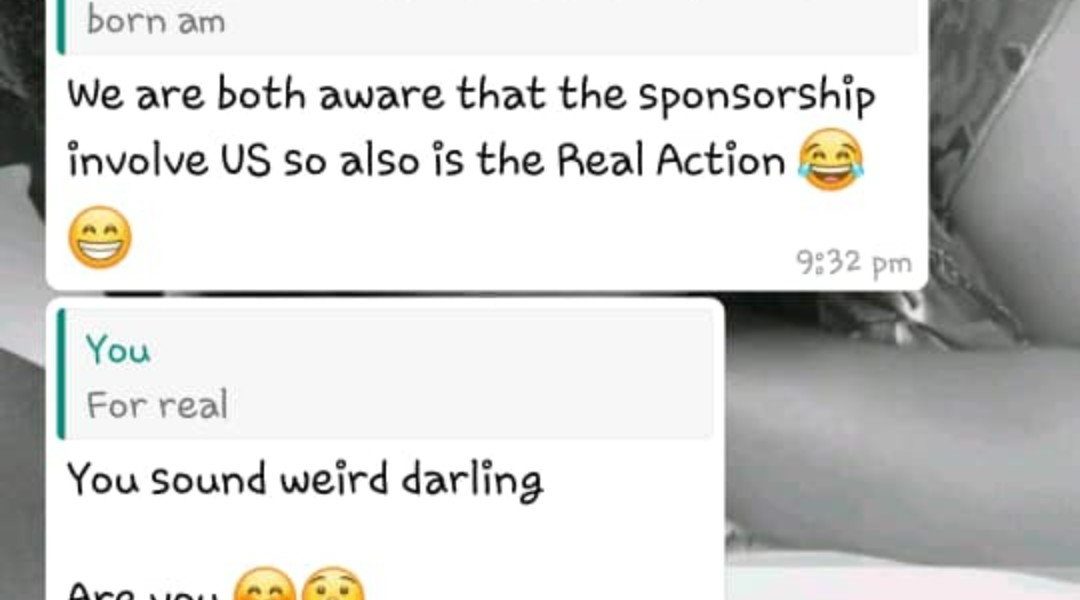 born am
We are both aware that the sponsorship
involve US so also is the Real Action 😂
😁
9:32 pm
You
For real
You sound weird darling
Are you 😁😲